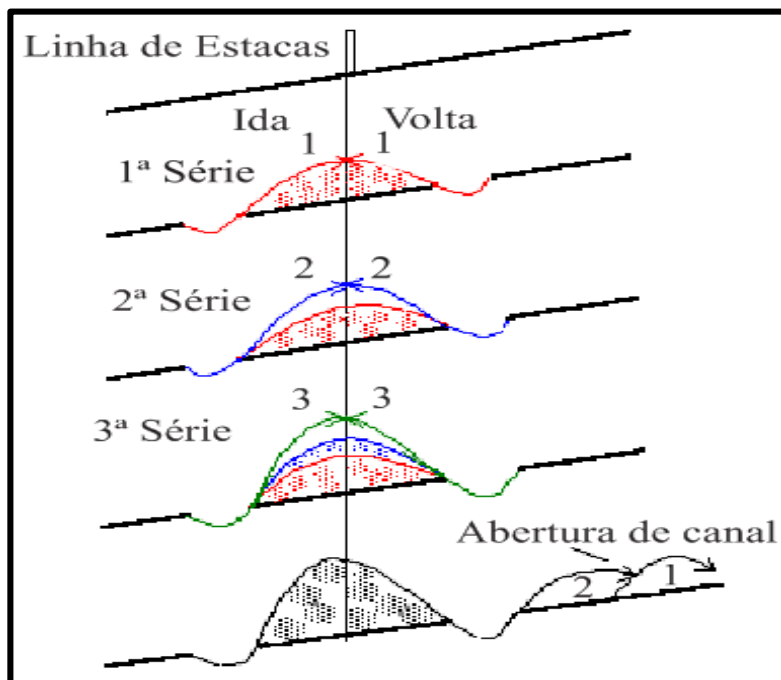 Linha de Estacas
Ida Volta
1 1
1ª Série
2 2
2ª Série
3 3
3ª Série
Abertura de canal
2 1